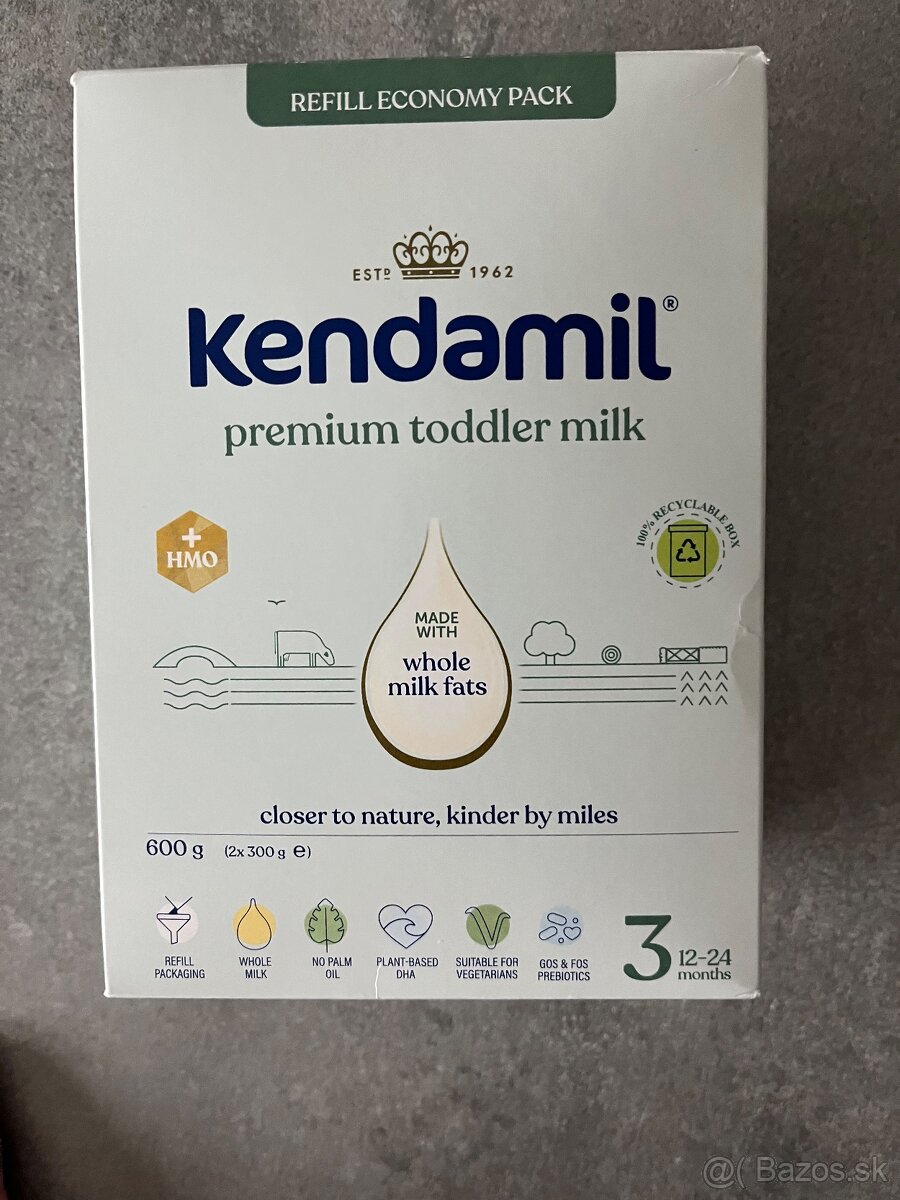 REFILL ECONOMY PACK
ESTD 1962
Kendamil®
premium toddler milk
+
HMO
100% RECYCLABLE BOX
MADE
WITH
whole
milk fats
closer to nature, kinder by miles
600 g (2x300 g ℮)
REFILL
PACKAGING
WHOLE
MILK
NO PALM
OIL
PLANT-BASED
DHA
SUITABLE FOR
VEGETARIANS
GOS & FOS
PREBIOTICS
3 12-24
months
@( Bazos.sk